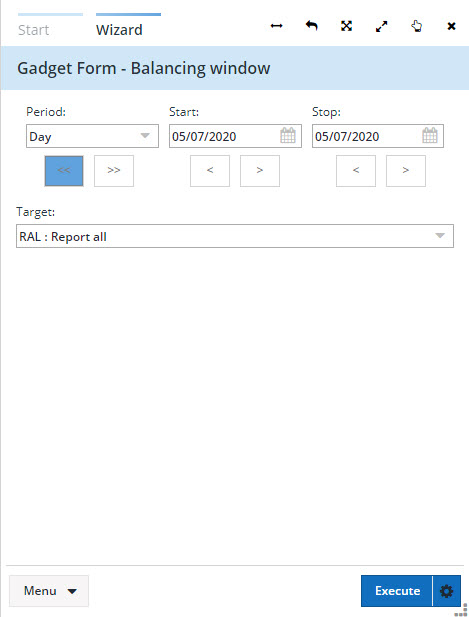 Start Wizard
Gadget Form - Balancing window
Period: Start: Stop:
Day 05/07/2020 05/07/2020
<< >> < > < >
Target:
RAL : Report all
Menu Execute